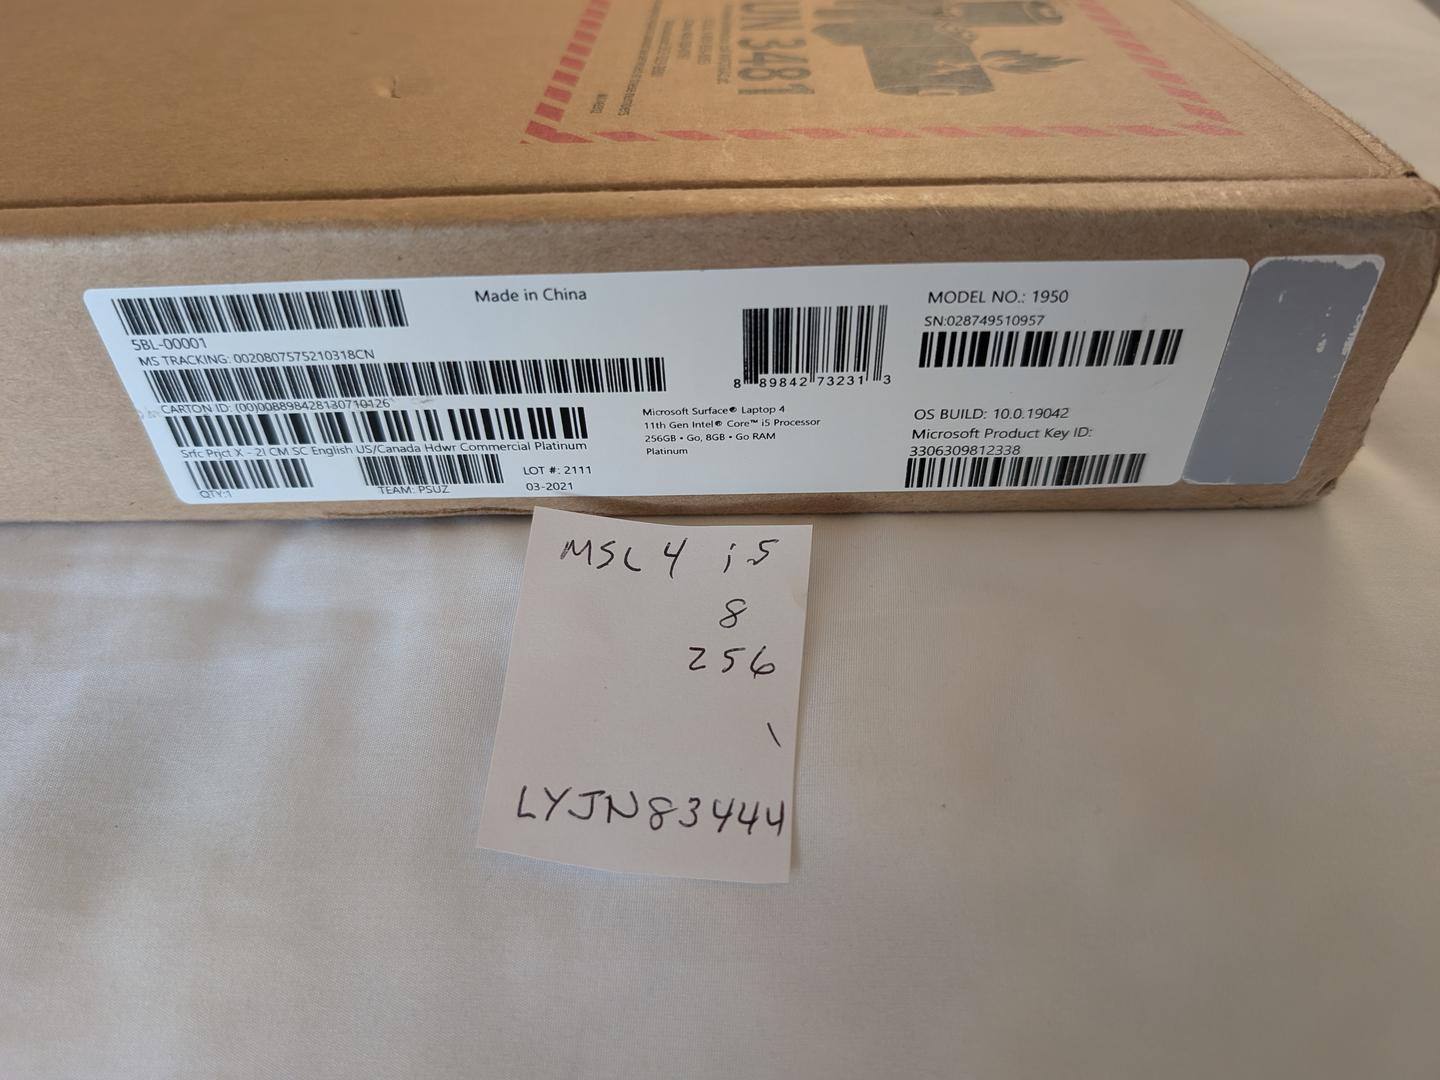 UN 3481
5BL-00001
MS TRACKING: 0020807575210318CN
CARTON ID: (00)008898428130710126
Srfc Prjct X - 2I CM SC English US/Canada Hdwr Commercial Platinum
QTY:1
TEAM: PSUZ
LOT #: 2111
03-2021
Made in China
8 89842 73231 3
Microsoft Surface® Laptop 4
11th Gen Intel® Core™ i5 Processor
256GB • Go, 8GB • Go RAM
Platinum
MODEL NO.: 1950
SN:028749510957
OS BUILD: 10.0.19042
Microsoft Product Key ID:
3306309812338
MSL4 i5
8
256
LYJN83444